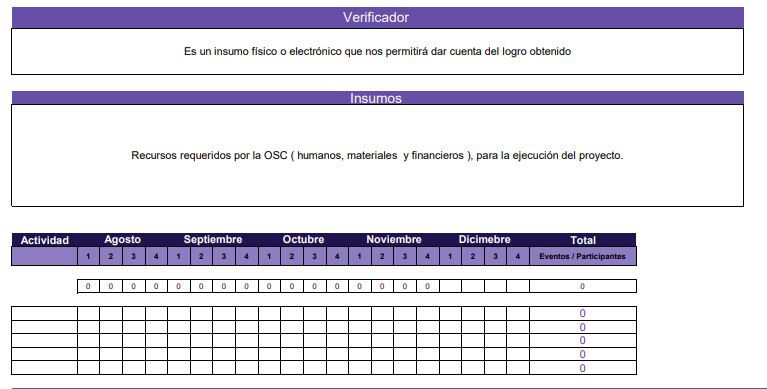 Verificador
Es un insumo físico o electrónico que nos permitirá dar cuenta del logro obtenido
Insumos
Recursos requeridos por la OSC ( humanos, materiales y financieros ), para la ejecución del proyecto.
Actividad Agosto Septiembre Octubre Noviembre Dicimebre Total
1 2 3 4 1 2 3 4 1 2 3 4 1 2 3 4 1 2 3 4 Eventos / Participantes
0 0 0 0 0 0 0 0 0 0 0 0 0 0 0 0 0
0
0
0
0
0